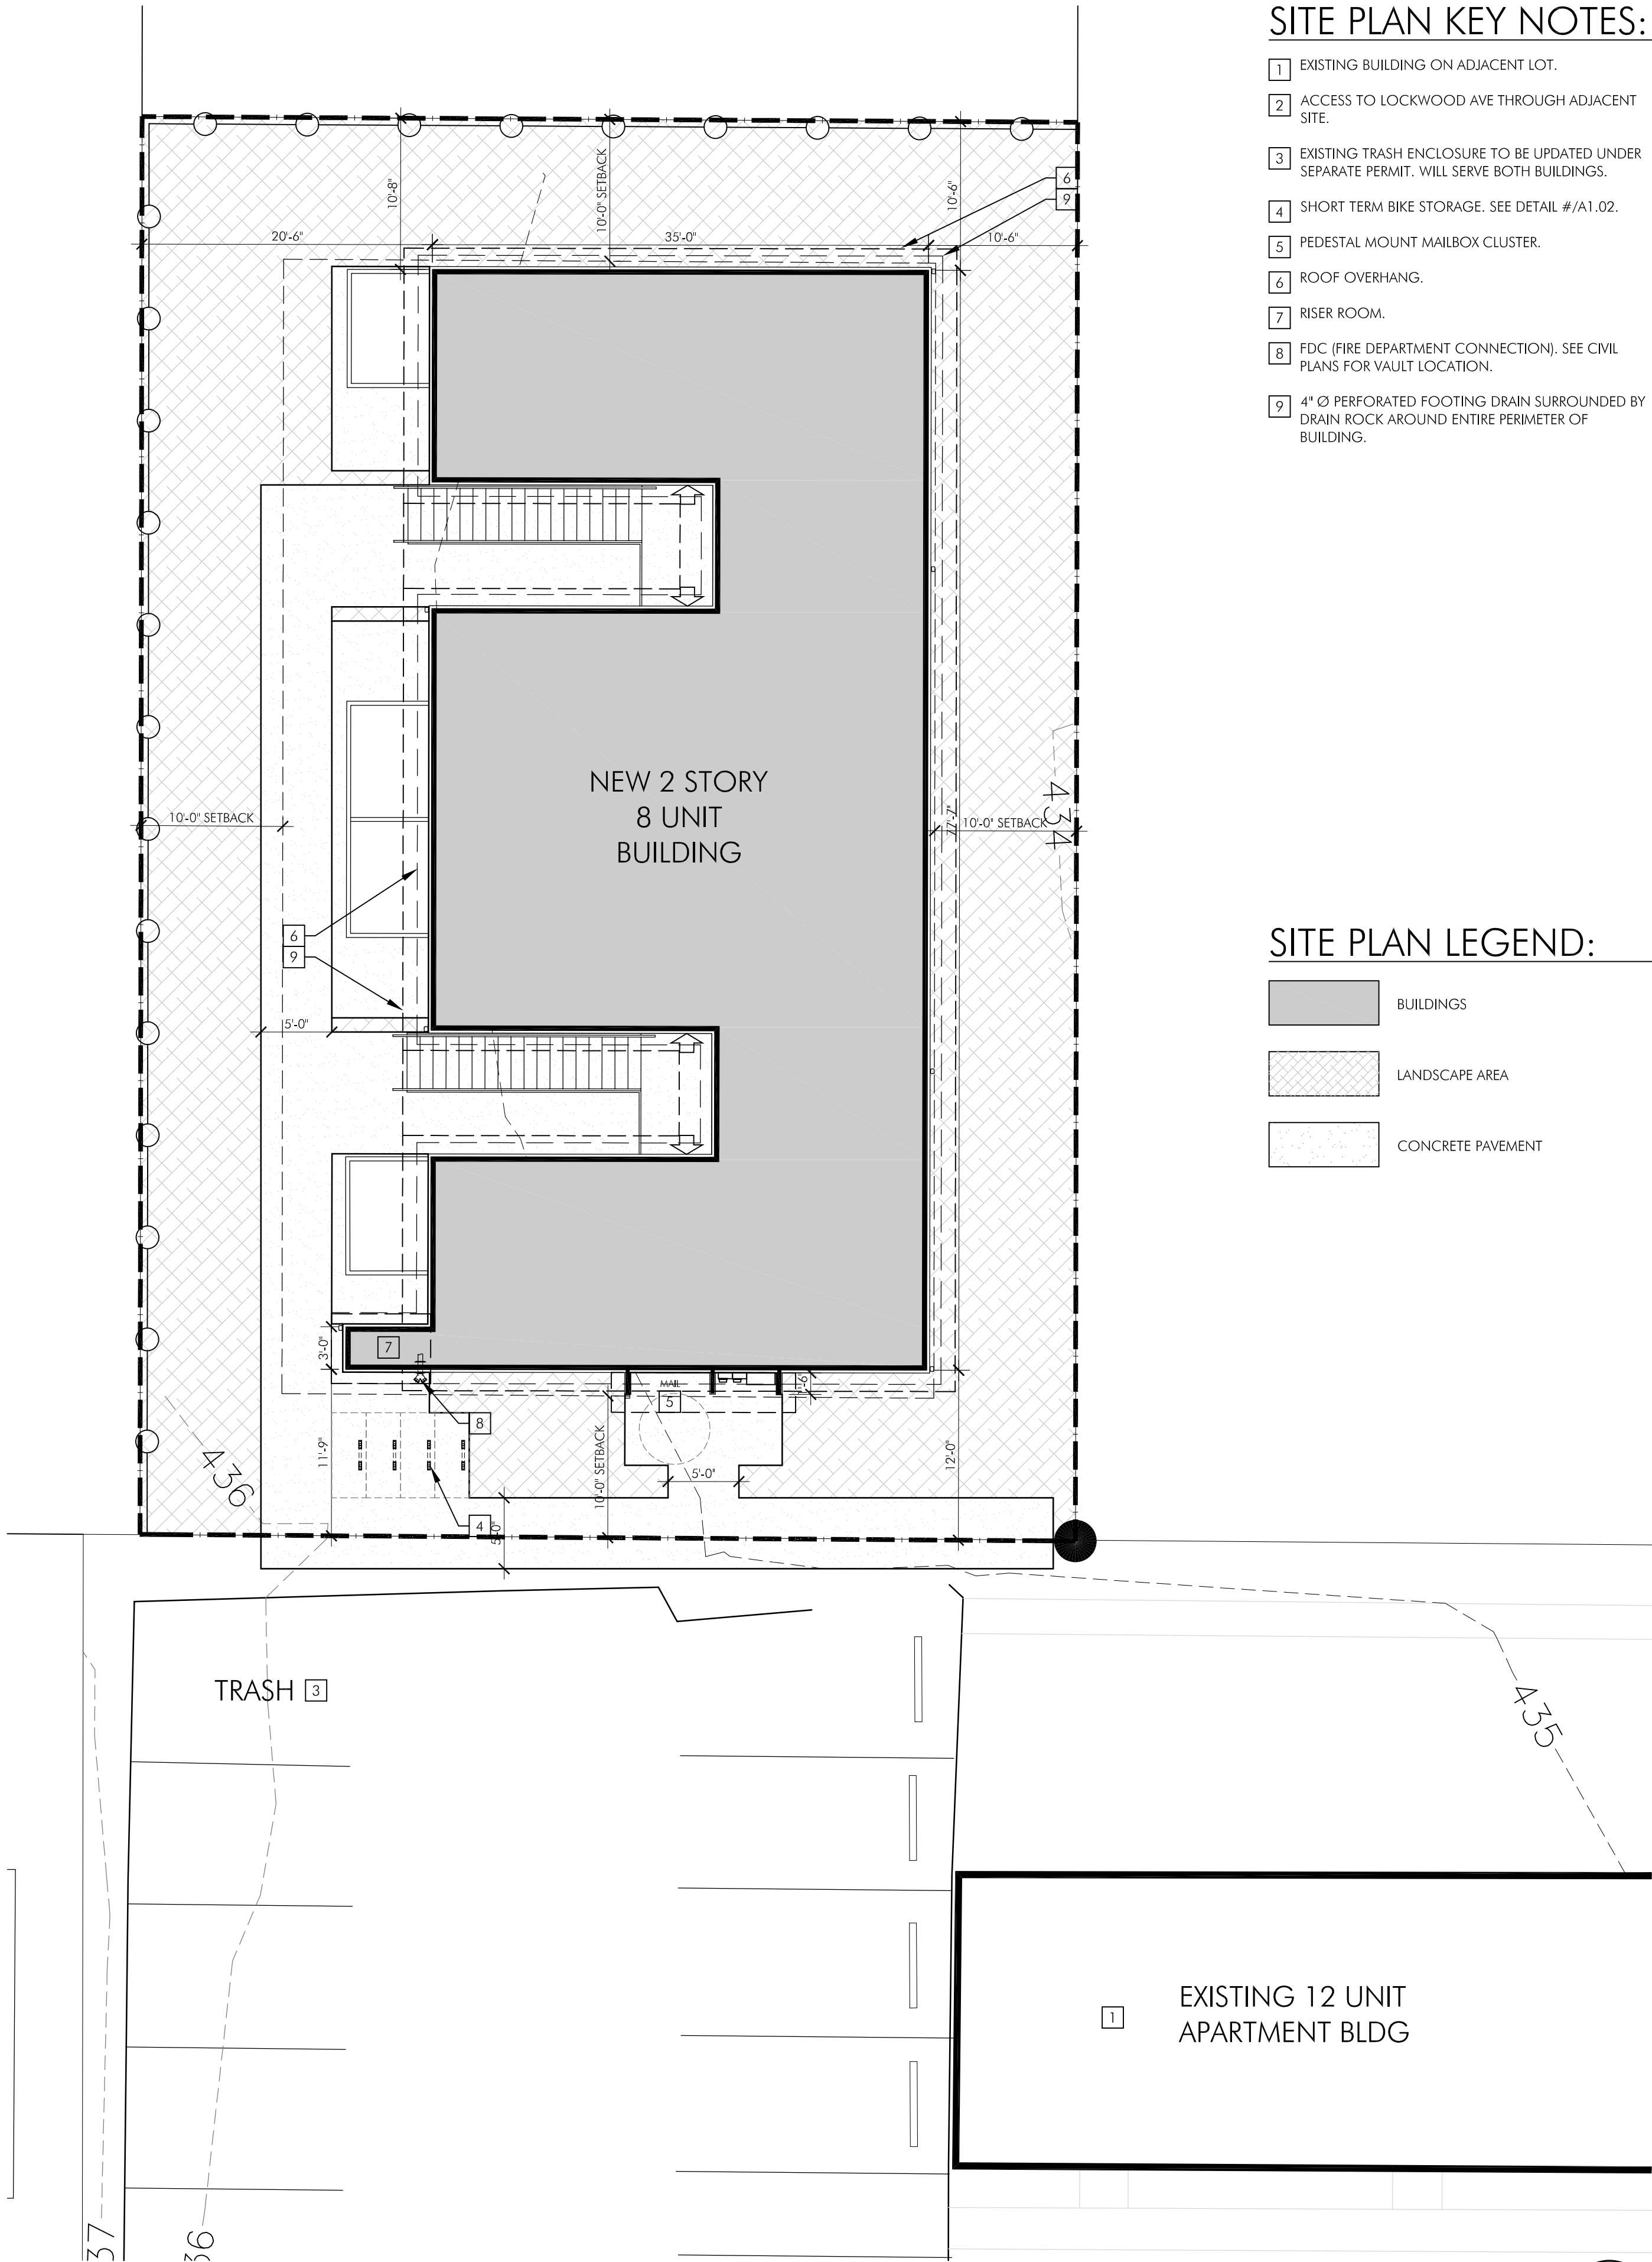 SITE PLAN KEY NOTES:
1 EXISTING BUILDING ON ADJACENT LOT.
2 ACCESS TO LOCKWOOD AVE THROUGH ADJACENT
SITE.
3 EXISTING TRASH ENCLOSURE TO BE UPDATED UNDER
SEPARATE PERMIT. WILL SERVE BOTH BUILDINGS.
4 SHORT TERM BIKE STORAGE. SEE DETAIL #/A1.02.
5 PEDESTAL MOUNT MAILBOX CLUSTER.
6 ROOF OVERHANG.
7 RISER ROOM.
8 FDC (FIRE DEPARTMENT CONNECTION). SEE CIVIL
PLANS FOR VAULT LOCATION.
9 4" Ø PERFORATED FOOTING DRAIN SURROUNDED BY
DRAIN ROCK AROUND ENTIRE PERIMETER OF
BUILDING.
10'-8"
10'-0" SETBACK
10'-6"
6
9
20'-6"
35'-0"
10'-6"
NEW 2 STORY
8 UNIT
BUILDING
10'-0" SETBACK
77'-7"
10'-0" SETBACK
434
6
9
5'-0"
SITE PLAN LEGEND:
BUILDINGS
LANDSCAPE AREA
CONCRETE PAVEMENT
3'-0"
7
MAIL
5
8
11'-9"
10'-0" SETBACK
12'-0"
436
5'-0"
4
5'-0"
TRASH 3
435
1
EXISTING 12 UNIT
APARTMENT BLDG
37
36